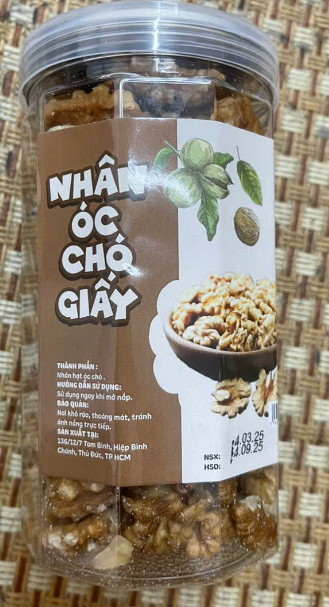 NHÂN
ÓC
CHÓ
GIẤY
THÀNH PHẦN :
Nhân hạt óc chó .
HƯỚNG DẪN SỬ DỤNG:
Sử dụng ngay khi mở nắp.
BẢO QUẢN:
Nơi khô ráo, thoáng mát, tránh
ánh nắng trực tiếp.
SẢN XUẤT TẠI:
136/12/7 Tam Bình, Hiệp Bình
Chánh, Thủ Đức, TP HCM
NSX: 03.25
HSD: 09.25